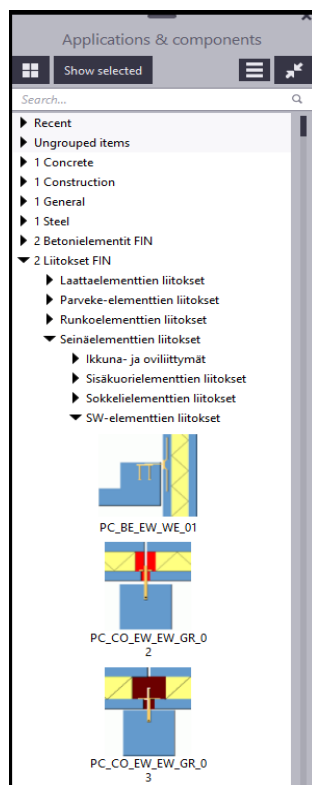 Applications & components
Show selected
Search...
Recent
Ungrouped items
1 Concrete
1 Construction
1 General
1 Steel
2 Betonielementit FIN
2 Liitokset FIN
Laattaelementtien liitokset
Parveke-elementtien liitokset
Runkoelementtien liitokset
Seinäelementtien liitokset
Ikkuna- ja oviliittymät
Sisäkuorielementtien liitokset
Sokkelielementtien liitokset
SW-elementtien liitokset
PC_BE_EW_WE_01
PC_CO_EW_EW_GR_0
2
PC_CO_EW_EW_GR_0
3